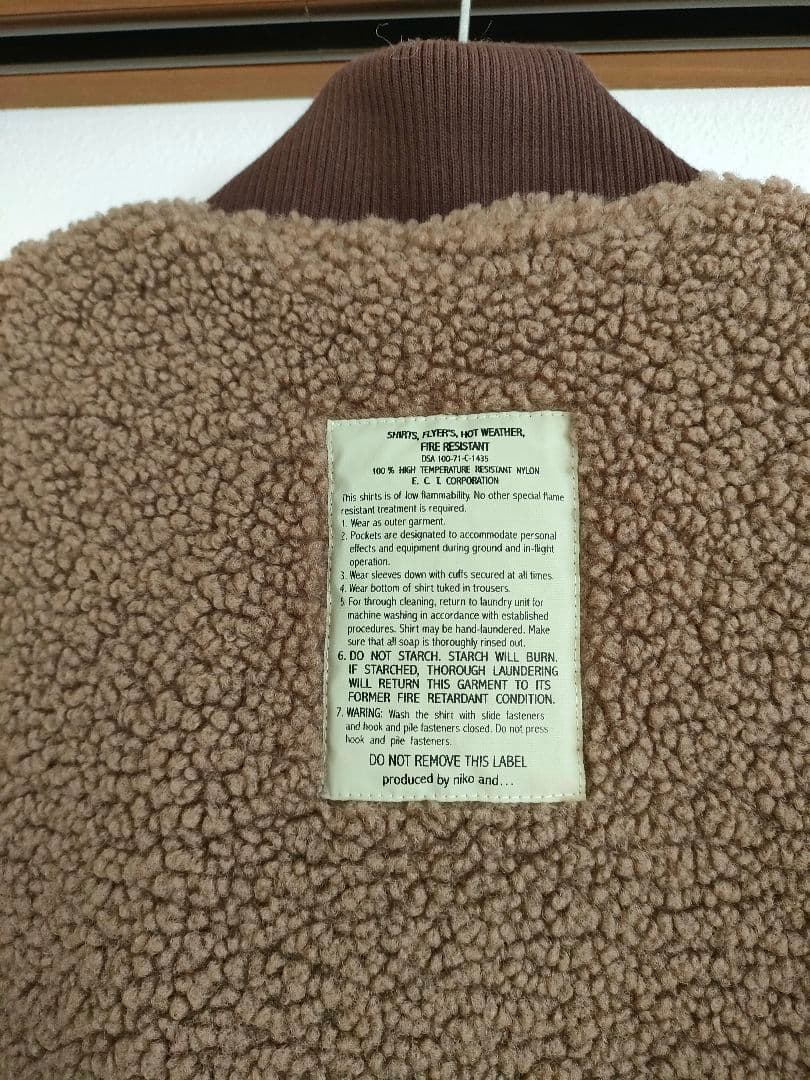 SHIRTS, FLYER'S, HOT WEATHER,
FIRE RESISTANT
DSA 100-71-C-1435
100 % HIGH TEMPERATURE RESISTANT NYLON
E. C. I. CORPORATION
This shirts is of low flammability. No other special flame
resistant treatment is required.
1. Wear as outer garment.
2. Pockets are designated to accommodate personal
effects and equipment during ground and in-flight
operation.
3. Wear sleeves down with cuffs secured at all times.
4. Wear bottom of shirt tuked in trousers.
5. For through cleaning, return to laundry unit for
machine washing in accordance with established
procedures. Shirt may be hand-laundered. Make
sure that all soap is thoroughly rinsed out.
6. DO NOT STARCH. STARCH WILL BURN.
IF STARCHED, THOROUGH LAUNDERING
WILL RETURN THIS GARMENT TO ITS
FORMER FIRE RETARDANT CONDITION.
7. WARING: Wash the shirt with slide fasteners
and hook and pile fasteners closed. Do not press
hook and pile fasteners.
DO NOT REMOVE THIS LABEL
produced by niko and...